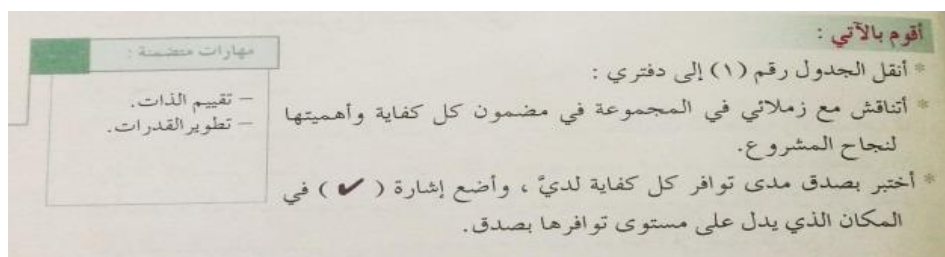 أقوم بالآتي :
* أنقل الجدول رقم (١) إلى دفتري :
* أتناقش مع زملائي في المجموعة في مضمون كل كفاية وأهميتها
لنجاح المشروع.
* أختبر بصدق مدى توافر كل كفاية لديَّ ، وأضع إشارة ( ✔ ) في
المكان الذي يدل على مستوى توافرها بصدق.
مهارات متضمنة :
– تقييم الذات.
– تطوير القدرات.